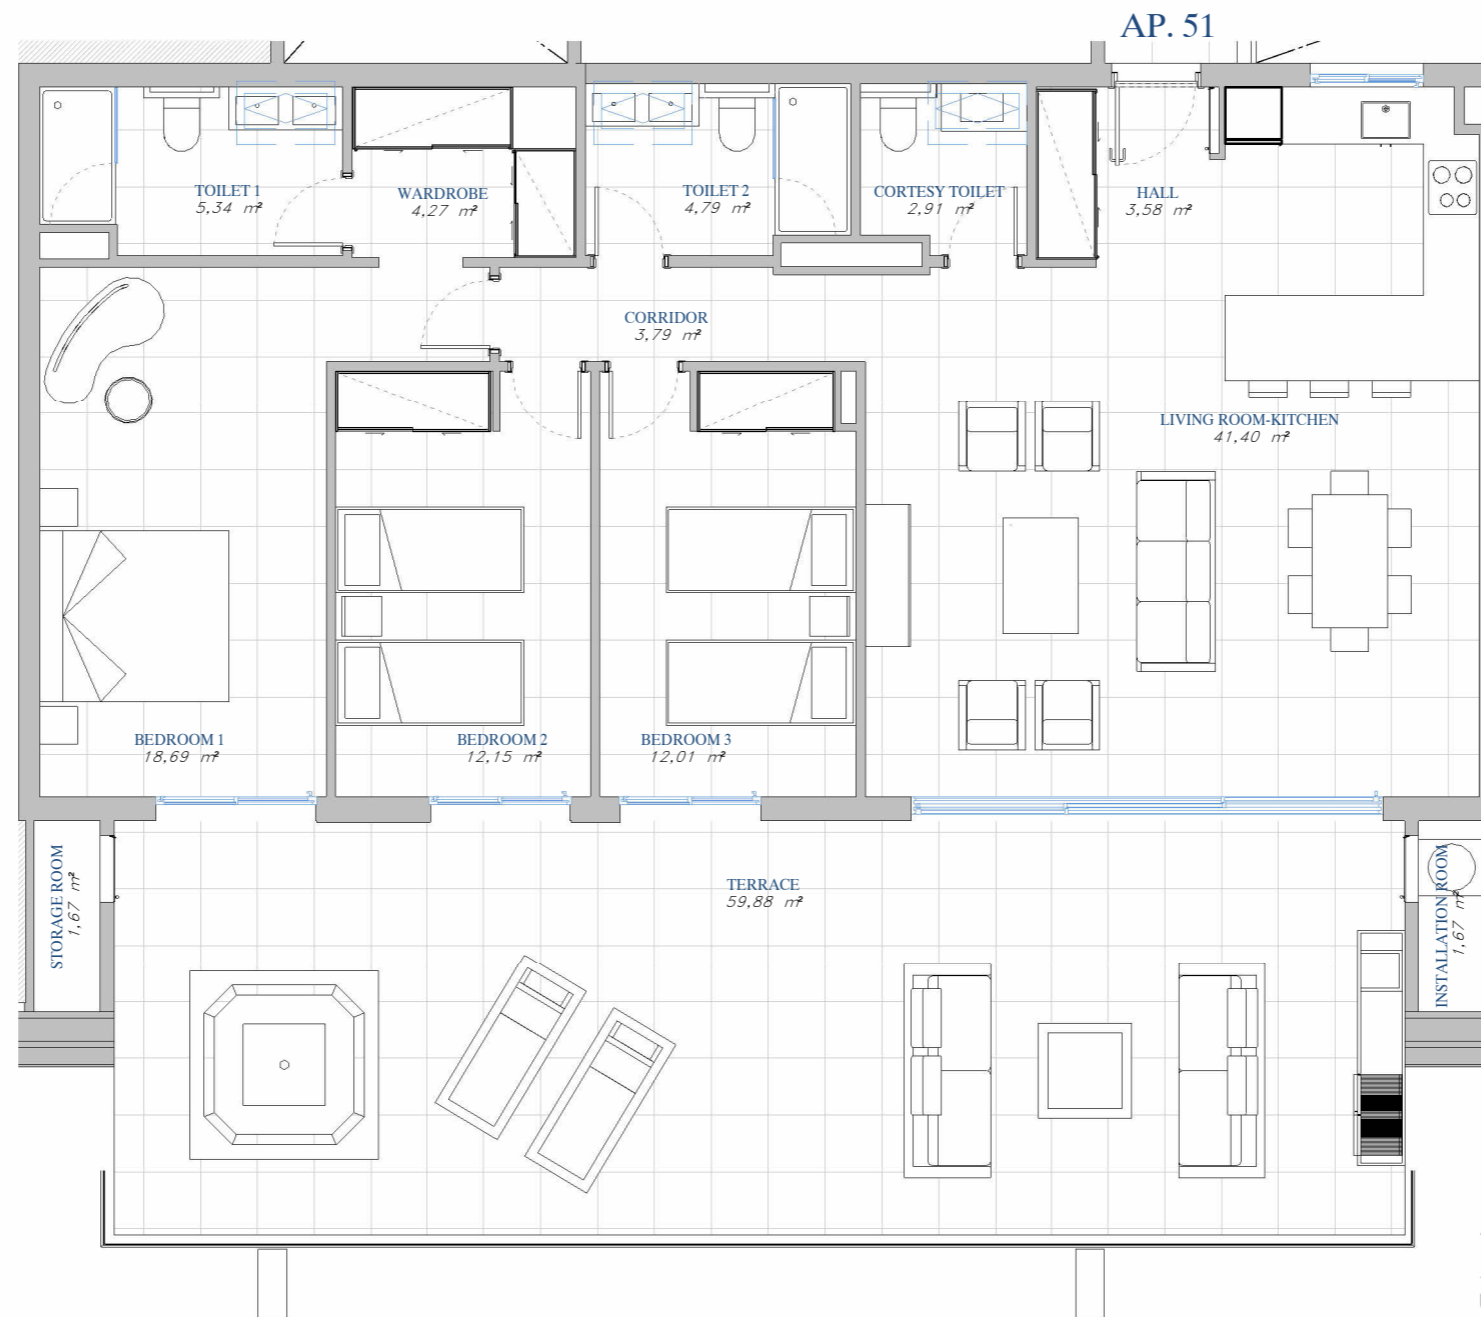 AP. 51
TOILET 1
5,34 m²
WARDROBE
4,27 m²
TOILET 2
4,79 m²
CORTESY TOILET
2,91 m²
HALL
3,58 m²
CORRIDOR
3,79 m²
LIVING ROOM-KITCHEN
41,40 m²
BEDROOM 1
18,69 m²
BEDROOM 2
12,15 m²
BEDROOM 3
12,01 m²
STORAGE ROOM
1,67 m²
TERRACE
59,88 m²
INSTALLATION ROOM
1,67 m²